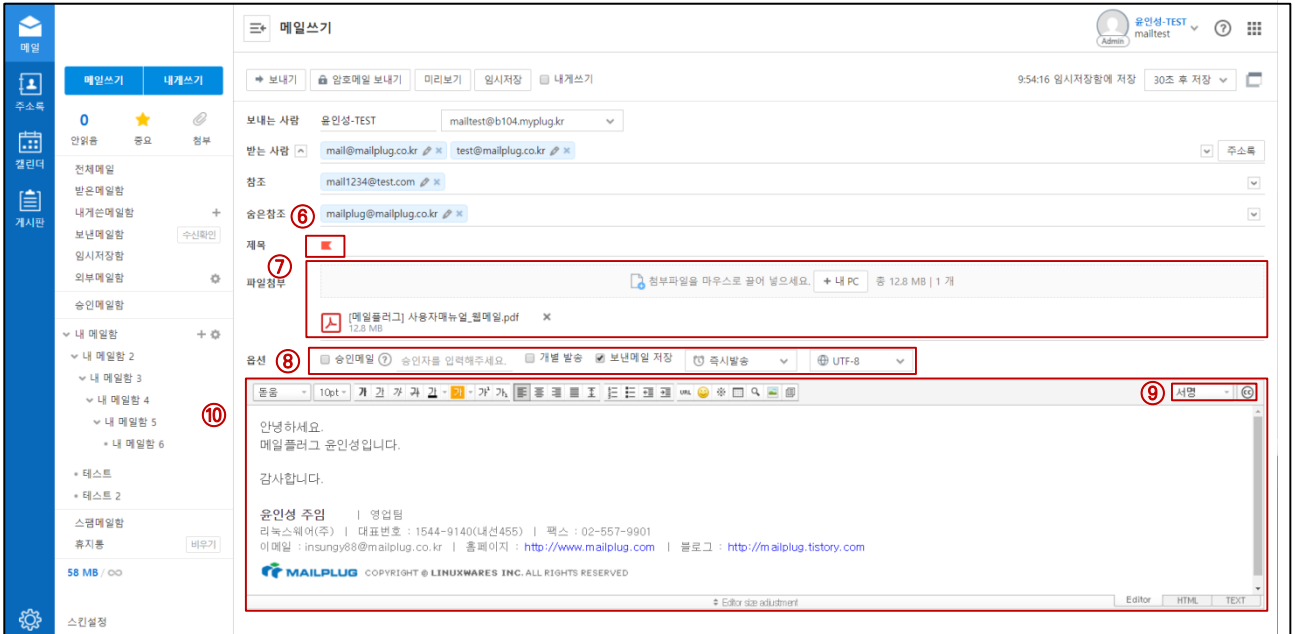 메일
주소록
캘린더
게시판
메일쓰기 내게쓰기
0
안읽음 중요 첨부
전체메일
받은메일함
내게쓴메일함 +
보낸메일함 수신확인
임시저장함
외부메일함
승인메일함
내 메일함 +
내 메일함 2
내 메일함 3
내 메일함 4
내 메일함 5
• 내 메일함 6
• 테스트
• 테스트 2
스팸메일함
휴지통 비우기
58 MB / ∞
스킨설정
메일쓰기
Admin
윤인성-TEST
mailtest
?
보내기 암호메일 보내기 미리보기 임시저장 내게쓰기 9:54:16 임시저장함에 저장 30초 후 저장
보내는 사람 윤인성-TEST mailtest@b104.myplug.kr
받는 사람 mail@mailplug.co.kr × test@mailplug.co.kr × 주소록
참조 mail1234@test.com ×
숨은참조 ⑥ mailplug@mailplug.co.kr ×
제목
⑦
파일첨부 첨부파일을 마우스로 끌어 넣으세요. + 내 PC 총 12.8 MB | 1 개
[메일플러그] 사용자매뉴얼_웹메일.pdf ×
12.8 MB
옵션 ⑧ 승인메일 ? 승인자를 입력해주세요. 개별 발송 보낸메일 저장 즉시발송 UTF-8
돋움 10pt 가 가 가 가 가 가 가¹ 가₁ URL ⑨ 서명 cc
⑩
안녕하세요.
메일플러그 윤인성입니다.
감사합니다.
윤인성 주임 | 영업팀
리눅스웨어(주) | 대표번호 : 1544-9140(내선455) | 팩스 : 02-557-9901
이메일 : insungy88@mailplug.co.kr | 홈페이지 : http://www.mailplug.com | 블로그 : http://mailplug.tistory.com
MAILPLUG COPYRIGHT @ LINUXWARES INC. ALL RIGHTS RESERVED
Editor size adjustment Editor HTML TEXT